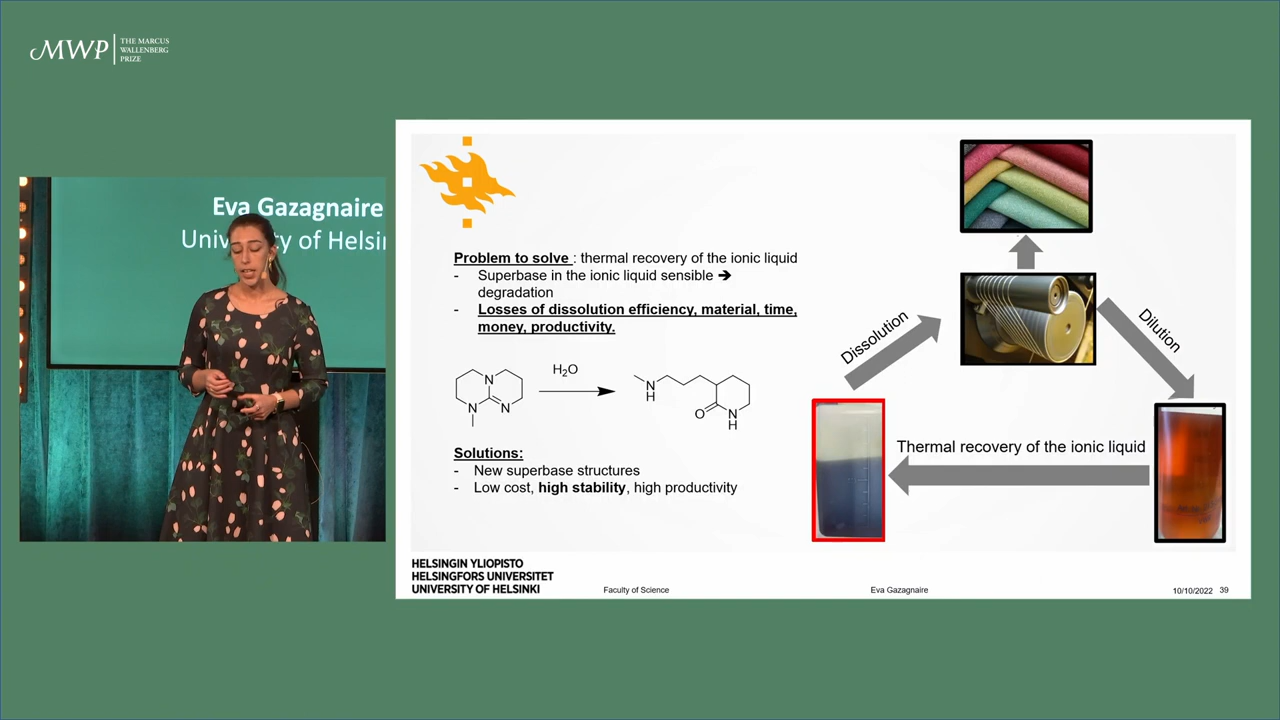 MWP
THE MARCUS
WALLENBERG
PRIZE
Eva Gazagnaire
University of Helsi
Problem to solve : thermal recovery of the ionic liquid
- Superbase in the ionic liquid sensible ➔
degradation
- Losses of dissolution efficiency, material, time,
money, productivity.
N
N
N
H₂O
N
H
O
N
H
Solutions:
- New superbase structures
- Low cost, high stability, high productivity
Dissolution
Dilution
Thermal recovery of the ionic liquid
HELSINGIN YLIOPISTO
HELSINGFORS UNIVERSITET
UNIVERSITY OF HELSINKI
Faculty of Science
Eva Gazagnaire
10/10/2022 39